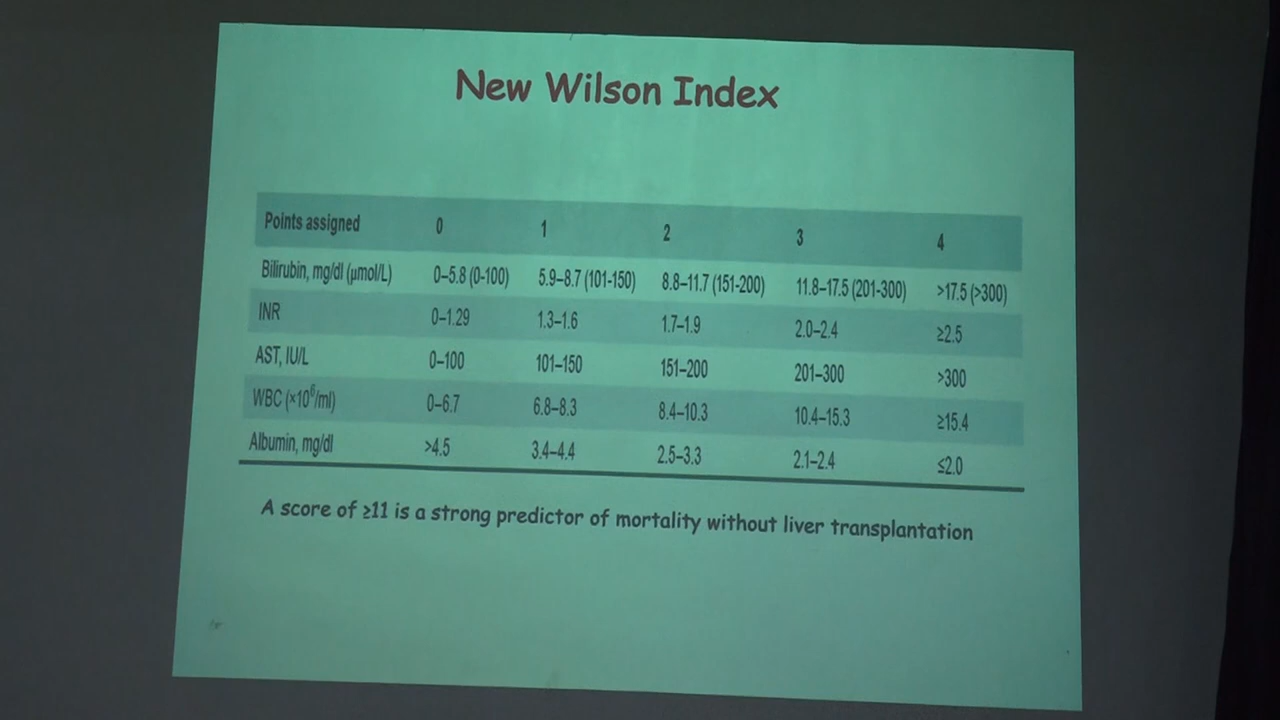 New Wilson Index
Points assigned 0 1 2 3 4
Bilirubin, mg/dl (μmol/L) 0–5.8 (0-100) 5.9–8.7 (101-150) 8.8–11.7 (151-200) 11.8–17.5 (201-300) >17.5 (>300)
INR 0–1.29 1.3–1.6 1.7–1.9 2.0–2.4 ≥2.5
AST, IU/L 0–100 101–150 151–200 201–300 >300
WBC (×10⁶/ml) 0–6.7 6.8–8.3 8.4–10.3 10.4–15.3 ≥15.4
Albumin, mg/dl >4.5 3.4–4.4 2.5–3.3 2.1–2.4 ≤2.0
A score of ≥11 is a strong predictor of mortality without liver transplantation